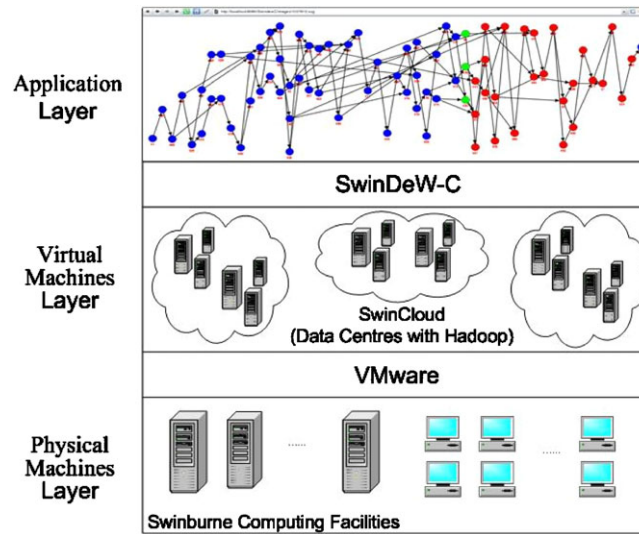 Application
Layer
SwinDeW-C
Virtual
Machines
Layer
SwinCloud
(Data Centres with Hadoop)
VMware
Physical
Machines
Layer
......
......
Swinburne Computing Facilities